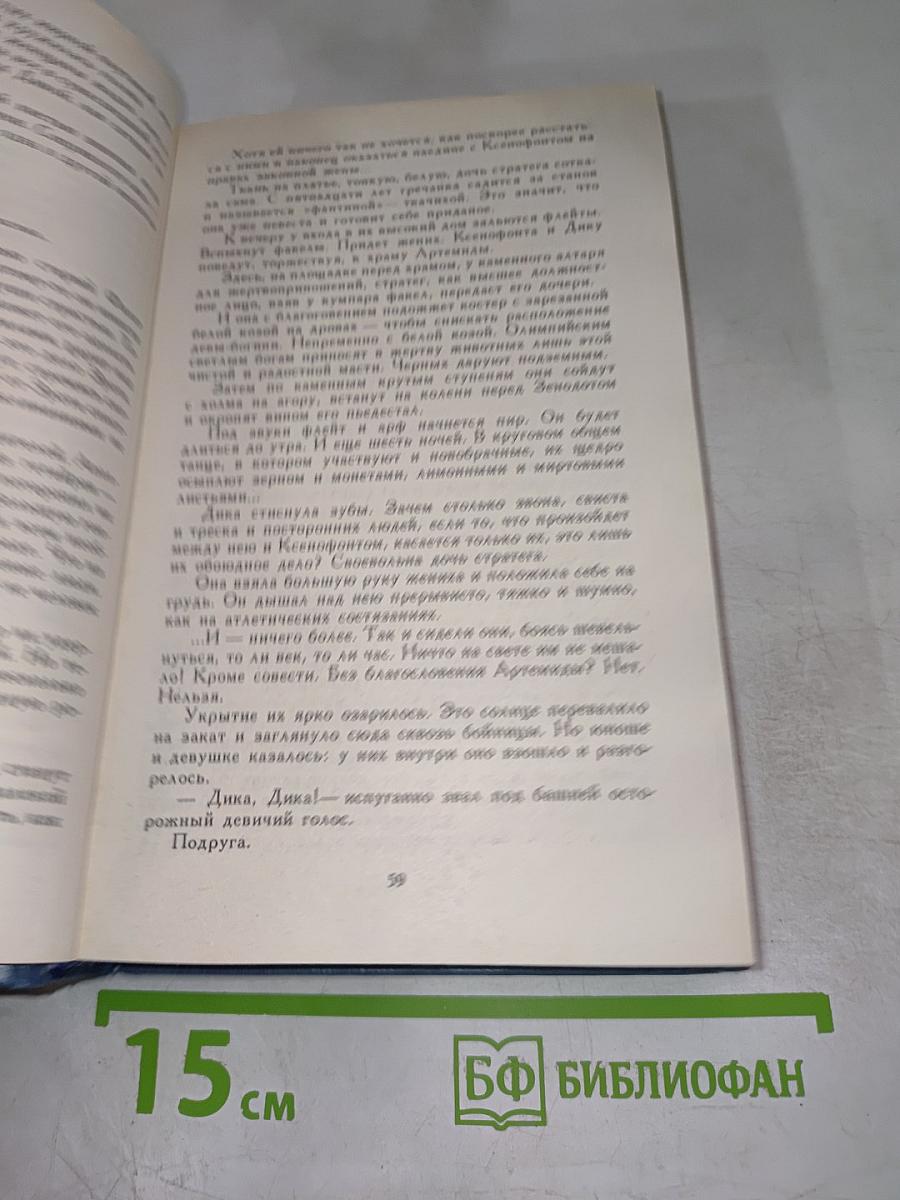 Хотя ей ничего так не хочется, как поскорее расстать-
ся с ними и наконец оказаться наедине с Ксенофонтом на
правах законной жены...
Ткань на платье, тонкую, белую, дочь стратега сотка-
ла сама. С пятнадцати лет гречанка садится за станок
и называется «фантиной» — ткачихой. Это значит, что
она уже невеста и готовит себе приданое.
К вечеру у входа в их высокий дом зальются флейты.
Вспыхнут факелы. Придет жених. Ксенофонта и Дику
поведут, торжествуя, к храму Артемиды.
Здесь, на площадке перед храмом, у каменного алтаря
для жертвоприношений, стратег, как высшее должност-
ное лицо, взяв у кумпара факел, передаст его дочери.
И она с благоговением подожжет костер с зарезанной
белой козой на дровах — чтобы снискать расположение
девы-богини. Непременно с белой козой. Олимпийским
светлым богам приносят в жертву животных лишь этой
чистой и радостной масти. Черных даруют подземным.
Затем по каменным крутым ступеням они сойдут
с холма на агору, встанут на колени перед Зенодотом
и окропят вином его пьедестал.
Под звуки флейт и арф начнется пир. Он будет
длиться до утра. И еще шесть ночей. В круговом общем
танце, в котором участвуют и новобрачные, их щедро
осыпают зерном и монетами, лимонными и миртовыми
листьями...
Дика стиснула зубы. Зачем столько звона, свиста
и треска и посторонних людей, если то, что произойдет
между нею и Ксенофонтом, касается только их, это лишь
их обоюдное дело? Своевольна дочь стратега.
Она взяла большую руку жениха и положила себе на
грудь. Он дышал над нею прерывисто, тяжко и шумно,
как на атлетических состязаниях.
...И — ничего более. Так и сидели они, боясь шевель-
нуться, то ли век, то ли час. Ничто на свете им не меша-
ло! Кроме совести. Без благословения Артемиды? Нет.
Нельзя.
Укрытие их ярко озарилось. Это солнце перевалило
на закат и заглянуло сюда сквозь бойницы. Но юноше
и девушке казалось: у них внутри оно взошло и разго-
релось.
— Дика, Дика! — испуганно звал под башней осто-
рожный девичий голос.
Подруга.
59
15 см
БФ БИБЛИОФАН